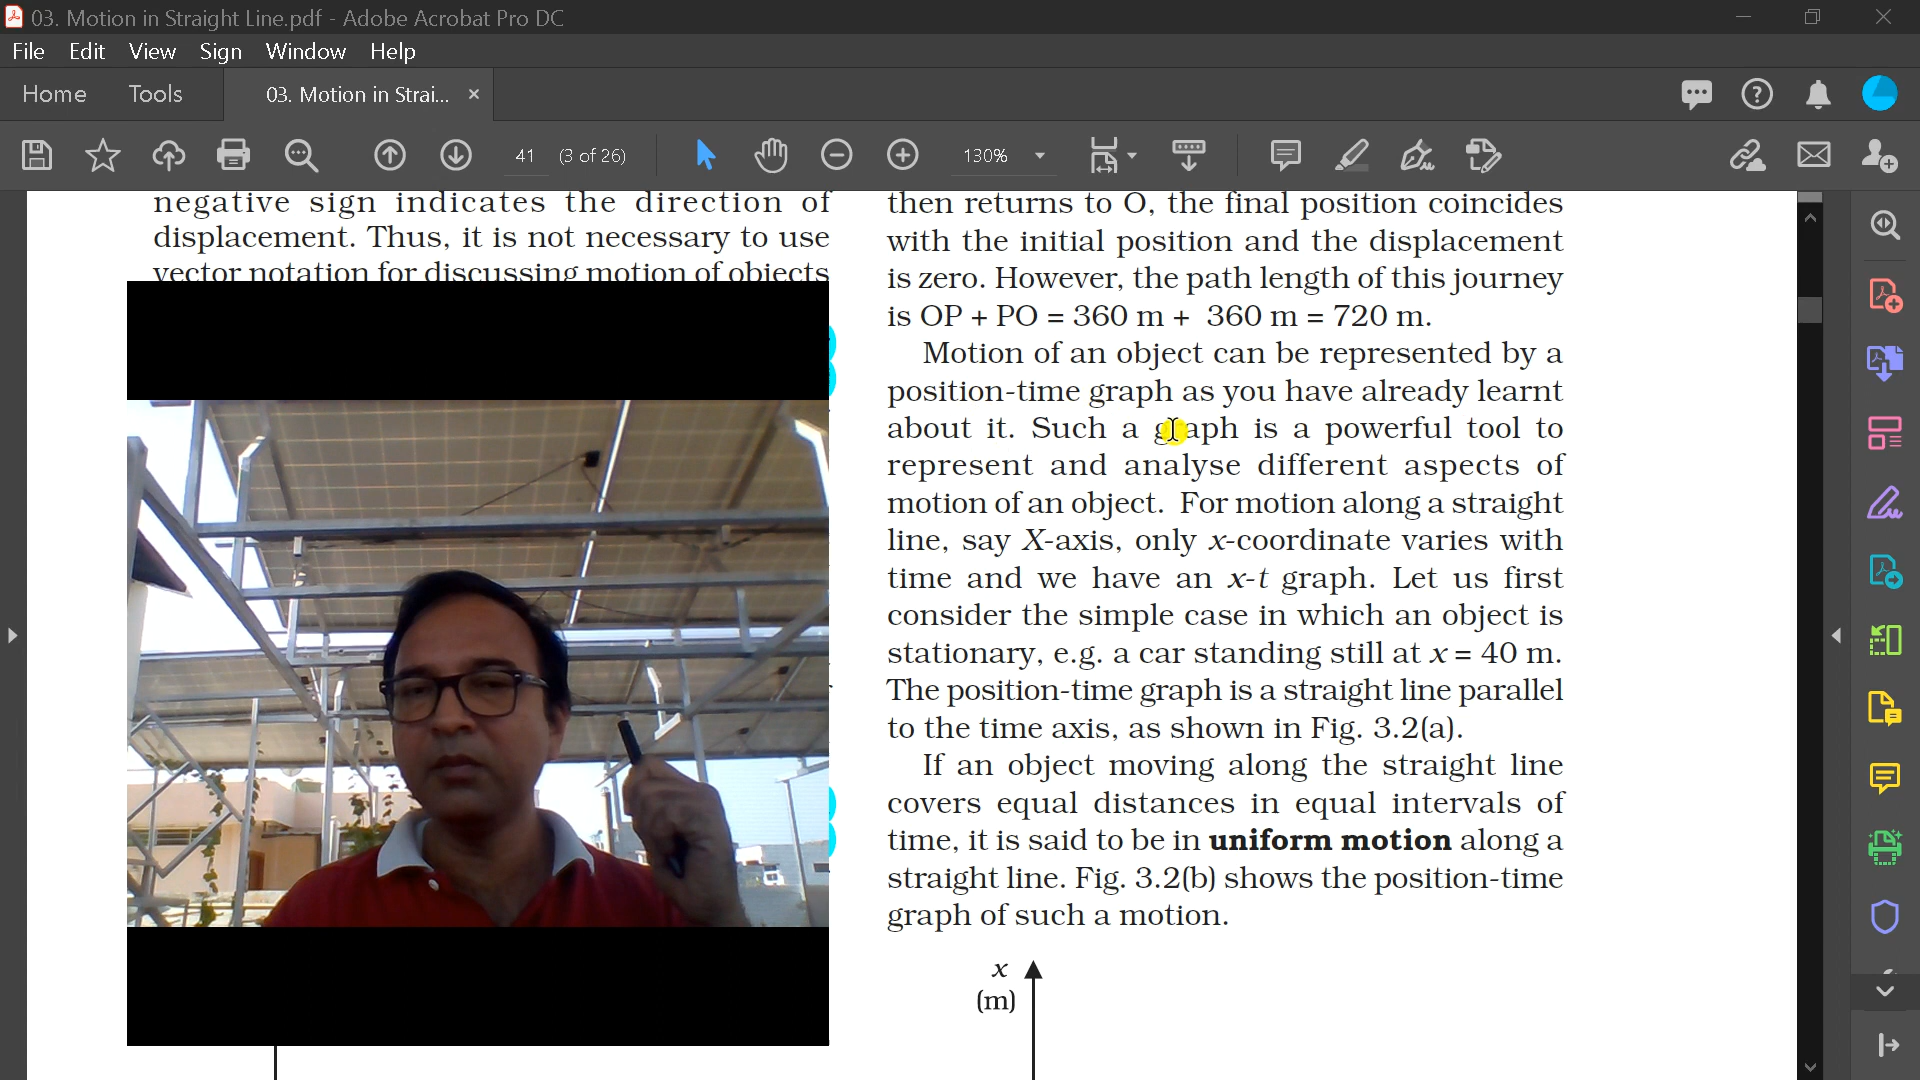 03. Motion in Straight Line.pdf - Adobe Acrobat Pro DC
File Edit View Sign Window Help
Home Tools 03. Motion in Strai...
41 (3 of 26) 130%
negative sign indicates the direction of
displacement. Thus, it is not necessary to use
vector notation for discussing motion of objects
then returns to O, the final position coincides
with the initial position and the displacement
is zero. However, the path length of this journey
is OP + PO = 360 m + 360 m = 720 m.
Motion of an object can be represented by a
position-time graph as you have already learnt
about it. Such a graph is a powerful tool to
represent and analyse different aspects of
motion of an object. For motion along a straight
line, say X-axis, only x-coordinate varies with
time and we have an x-t graph. Let us first
consider the simple case in which an object is
stationary, e.g. a car standing still at x = 40 m.
The position-time graph is a straight line parallel
to the time axis, as shown in Fig. 3.2(a).
If an object moving along the straight line
covers equal distances in equal intervals of
time, it is said to be in uniform motion along a
straight line. Fig. 3.2(b) shows the position-time
graph of such a motion.
x
(m)